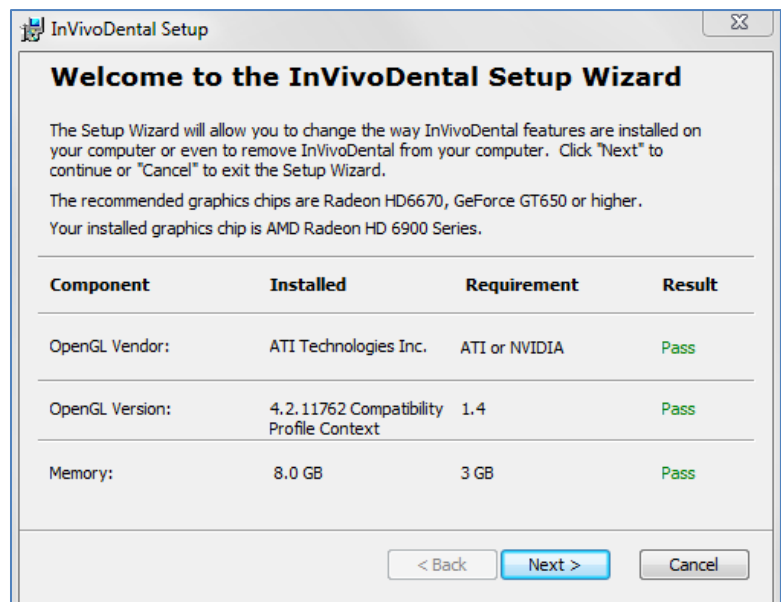 InVivoDental Setup
Welcome to the InVivoDental Setup Wizard
The Setup Wizard will allow you to change the way InVivoDental features are installed on
your computer or even to remove InVivoDental from your computer.  Click "Next" to
continue or "Cancel" to exit the Setup Wizard.
The recommended graphics chips are Radeon HD6670, GeForce GT650 or higher.
Your installed graphics chip is AMD Radeon HD 6900 Series.
Component Installed Requirement Result
OpenGL Vendor: ATI Technologies Inc. ATI or NVIDIA Pass
OpenGL Version: 4.2.11762 Compatibility 1.4 Pass
Profile Context
Memory: 8.0 GB 3 GB Pass
< Back Next > Cancel